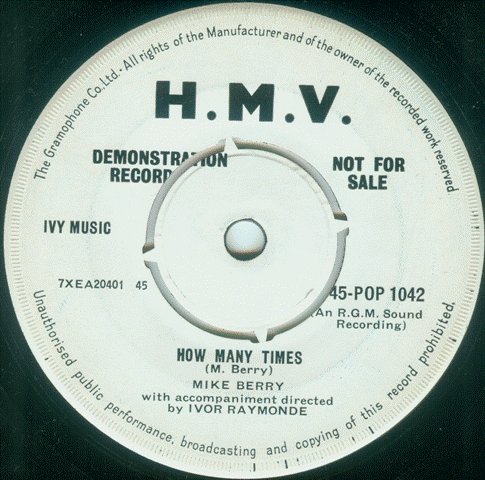 The Gramophone Co. Ltd. · All rights of the Manufacturer and of the owner of the recorded work reserved.
H.M.V.
DEMONSTRATION
RECORD
NOT FOR
SALE
IVY MUSIC
7XEA20401 45
45-POP 1042
(An R.G.M. Sound
Recording)
HOW MANY TIMES
(M. Berry)
MIKE BERRY
with accompaniment directed
by IVOR RAYMONDE
Unauthorised public performance, broadcasting and copying of this record prohibited.